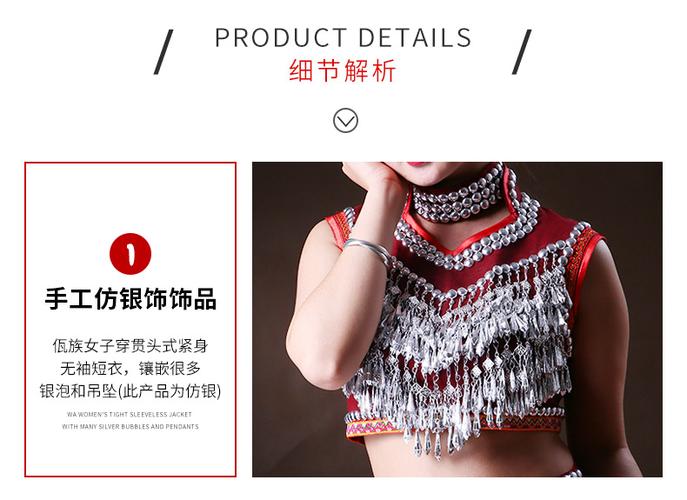 PRODUCT DETAILS
细节解析
1
手工仿银饰饰品
佤族女子穿贯头式紧身
无袖短衣，镶嵌很多
银泡和吊坠(此产品为仿银)
WA WOMEN'S TIGHT SLEEVELESS JACKET
WITH MANY SILVER BUBBLES AND PENDANTS